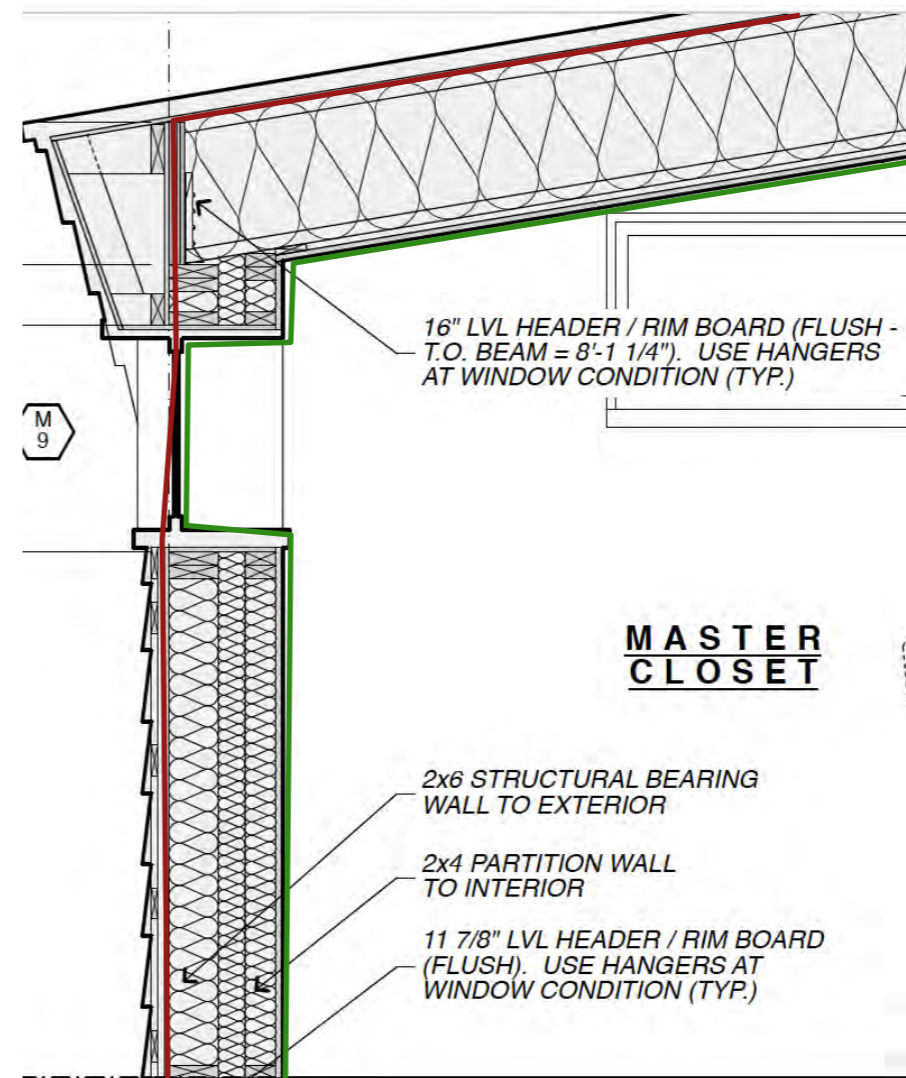 16" LVL HEADER / RIM BOARD (FLUSH -
T.O. BEAM = 8'-1 1/4").  USE HANGERS
AT WINDOW CONDITION (TYP.)
M
9
MASTER
CLOSET
2x6 STRUCTURAL BEARING
WALL TO EXTERIOR
2x4 PARTITION WALL
TO INTERIOR
11 7/8" LVL HEADER / RIM BOARD
(FLUSH).  USE HANGERS AT
WINDOW CONDITION (TYP.)